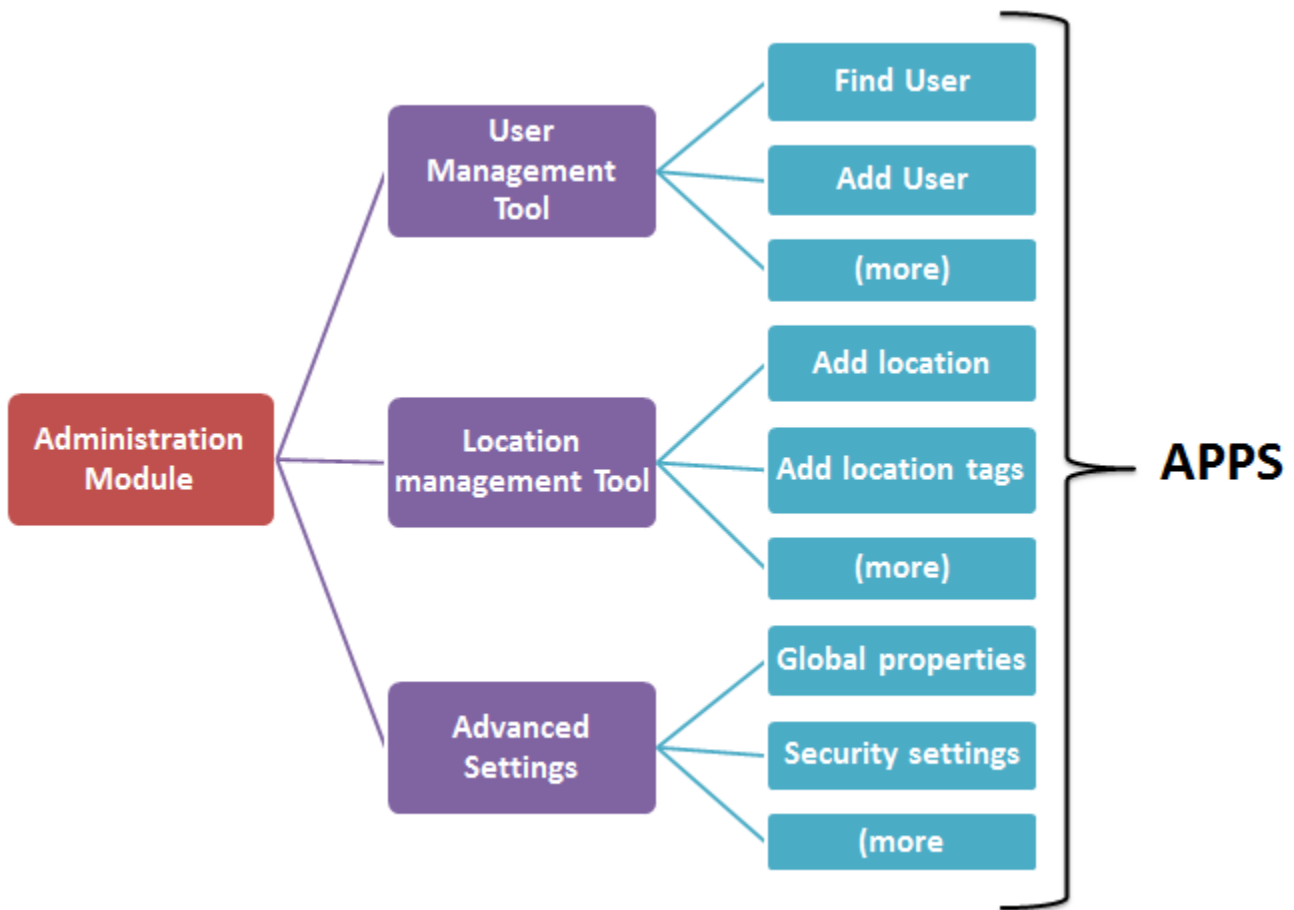 Find User
User
Management
Tool
Add User
(more)
Add location
Administration
Module
Location
management Tool
Add location tags
APPS
(more)
Global properties
Advanced
Settings
Security settings
(more